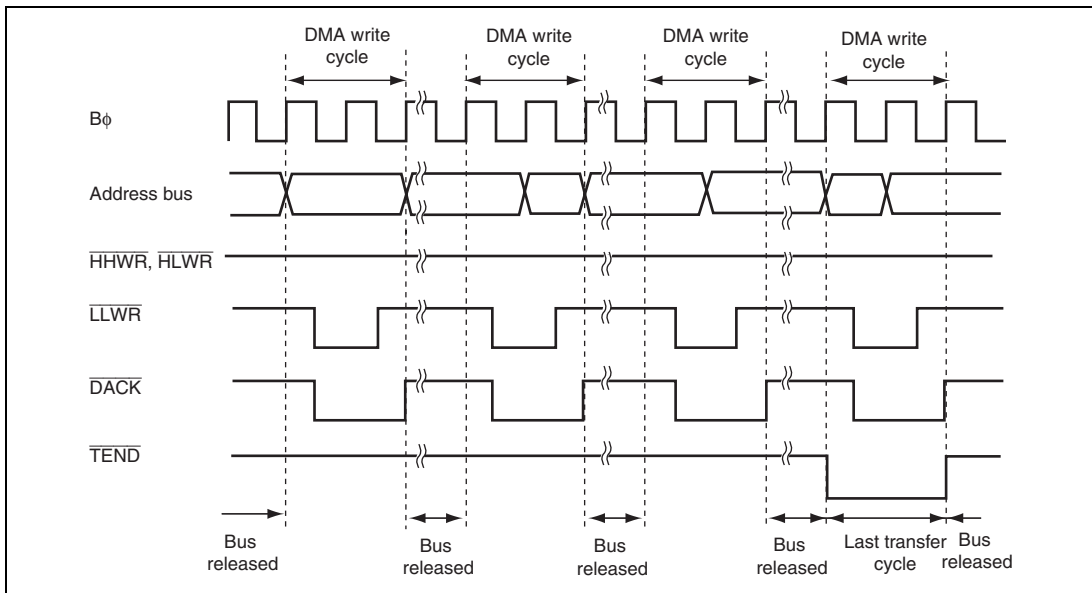 DMA write
cycle
DMA write
cycle
DMA write
cycle
DMA write
cycle
Bϕ
Address bus
HHWR, HLWR
LLWR
DACK
TEND
Bus
released
Bus
released
Bus
released
Bus
released
Last transfer
cycle
Bus
released